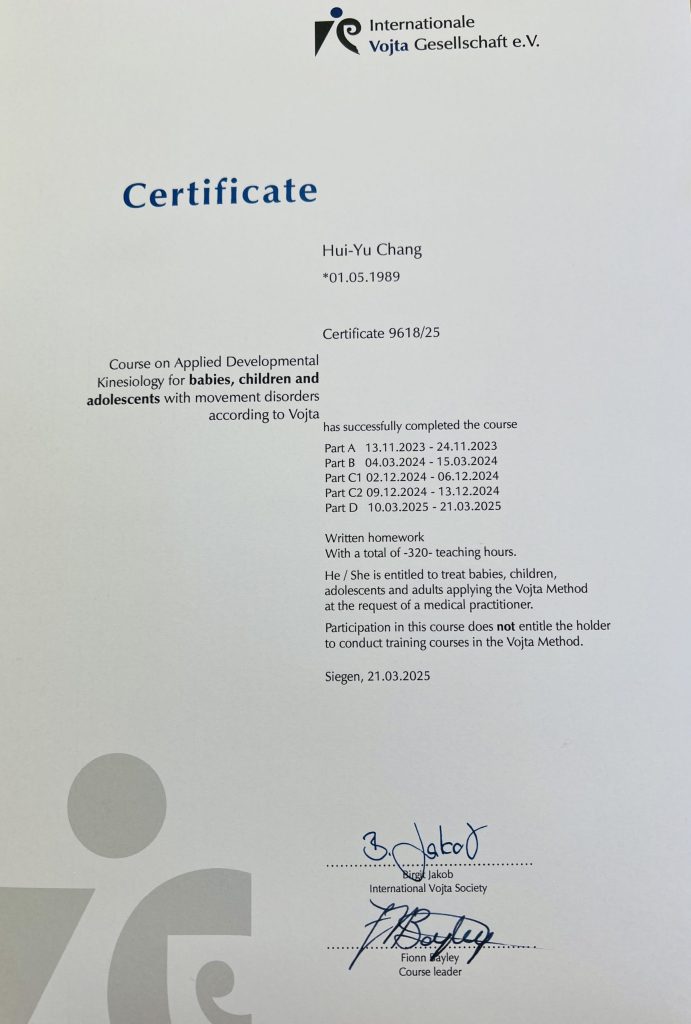 Internationale
Vojta Gesellschaft e.V.
Certificate
Hui-Yu Chang
*01.05.1989
Certificate 9618/25
Course on Applied Developmental
Kinesiology for babies, children and
adolescents with movement disorders
according to Vojta
has successfully completed the course
Part A 13.11.2023 - 24.11.2023
Part B 04.03.2024 - 15.03.2024
Part C1 02.12.2024 - 06.12.2024
Part C2 09.12.2024 - 13.12.2024
Part D 10.03.2025 - 21.03.2025
Written homework
With a total of -320- teaching hours.
He / She is entitled to treat babies, children,
adolescents and adults applying the Vojta Method
at the request of a medical practitioner.
Participation in this course does not entitle the holder
to conduct training courses in the Vojta Method.
Siegen, 21.03.2025
B. Jakob
Birgit Jakob
International Vojta Society
F Bayley
Fionn Bayley
Course leader